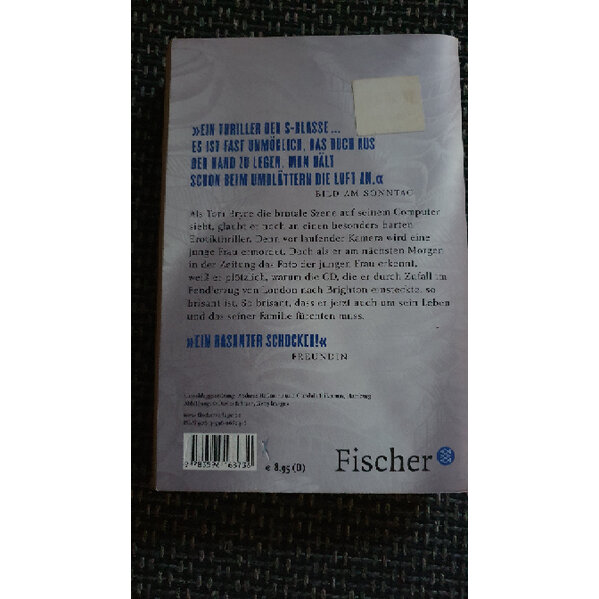 »EIN THRILLER DER S-KLASSE ...
ES IST FAST UNMÖGLICH, DAS BUCH AUS
DER HAND ZU LEGEN, MAN HÄLT
SCHON BEIM UMBLÄTTERN DIE LUFT AN.«
BILD AM SONNTAG
Als Tom Bryce die brutale Szene auf seinem Computer
sieht, glaubt er noch an einen besonders harten
Erotikthriller. Denn vor laufender Kamera wird eine
junge Frau ermordet. Doch als er am nächsten Morgen
in der Zeitung das Foto der jungen Frau erkennt,
weiß er plötzlich, warum die CD, die er durch Zufall im
Pendlerzug von London nach Brighton einsteckte, so
brisant ist. So brisant, dass er jetzt auch um sein Leben
und das seiner Familie fürchten muss.
»EIN RASANTER SCHOCKER!«
FREUNDIN
€ 8,95 (D)
Fischer